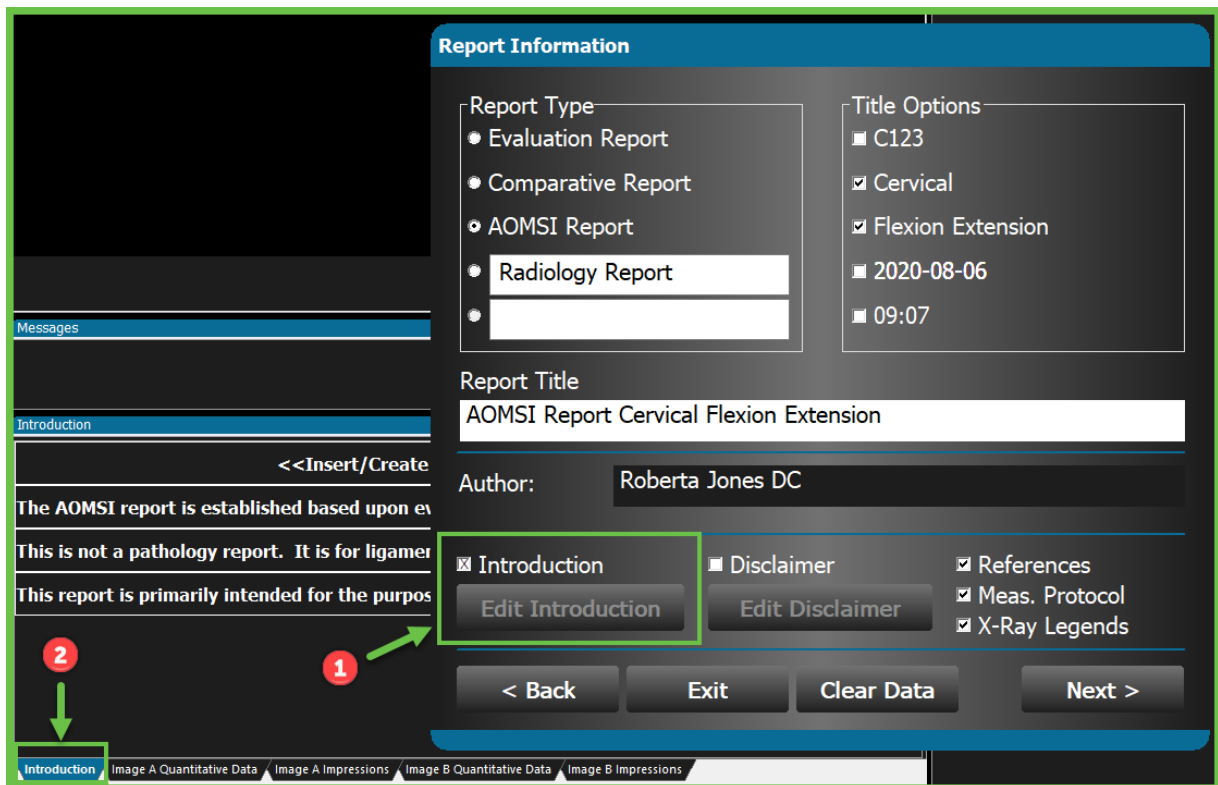 Report Information
Report Type
Evaluation Report
Comparative Report
AOMSI Report
Radiology Report
Title Options
C123
Cervical
Flexion Extension
2020-08-06
09:07
Report Title
AOMSI Report Cervical Flexion Extension
Author: Roberta Jones DC
Introduction
Edit Introduction
Disclaimer
Edit Disclaimer
References
Meas. Protocol
X-Ray Legends
< Back Exit Clear Data Next >
Messages
Introduction
<<Insert/Create
The AOMSI report is established based upon
This is not a pathology report. It is for
This report is primarily intended for the
1
2
Introduction Image A Quantitative Data Image A Impressions Image B Quantitative Data Image B Impressions